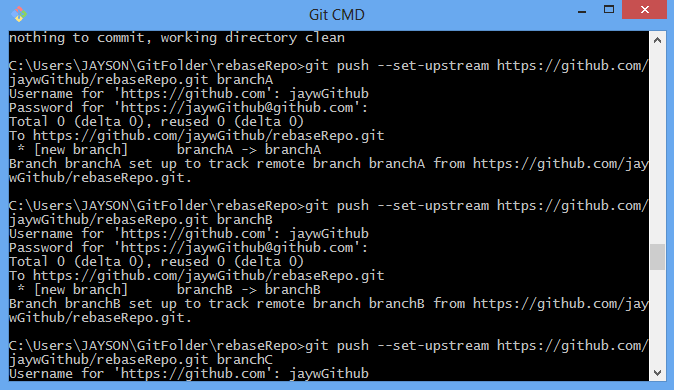 Git CMD
nothing to commit, working directory clean
C:\Users\JAYSON\GitFolder\rebaseRepo>git push --set-upstream https://github.com/
jaywGithub/rebaseRepo.git branchA
Username for 'https://github.com': jaywGithub
Password for 'https://jaywGithub@github.com':
Total 0 (delta 0), reused 0 (delta 0)
To https://github.com/jaywGithub/rebaseRepo.git
 * [new branch]      branchA -> branchA
Branch branchA set up to track remote branch branchA from https://github.com/jay
wGithub/rebaseRepo.git.
C:\Users\JAYSON\GitFolder\rebaseRepo>git push --set-upstream https://github.com/
jaywGithub/rebaseRepo.git branchB
Username for 'https://github.com': jaywGithub
Password for 'https://jaywGithub@github.com':
Total 0 (delta 0), reused 0 (delta 0)
To https://github.com/jaywGithub/rebaseRepo.git
 * [new branch]      branchB -> branchB
Branch branchB set up to track remote branch branchB from https://github.com/jay
wGithub/rebaseRepo.git.
C:\Users\JAYSON\GitFolder\rebaseRepo>git push --set-upstream https://github.com/
jaywGithub/rebaseRepo.git branchC
Username for 'https://github.com': jaywGithub